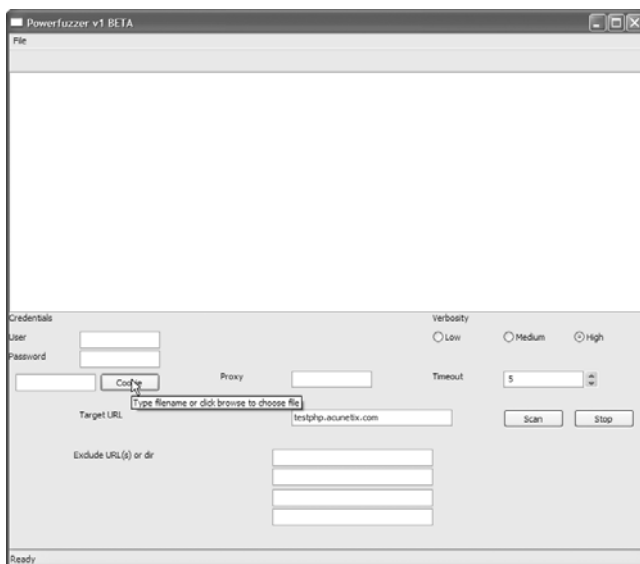 Powerfuzzer v1 BETA
File
Credentials
Verbosity
User
Low
Medium
High
Password
Cookie
Proxy
Timeout
5
Type filename or click browse to choose file
Target URL
testphp.acunetix.com
Scan
Stop
Exclude URL(s) or dir
Ready